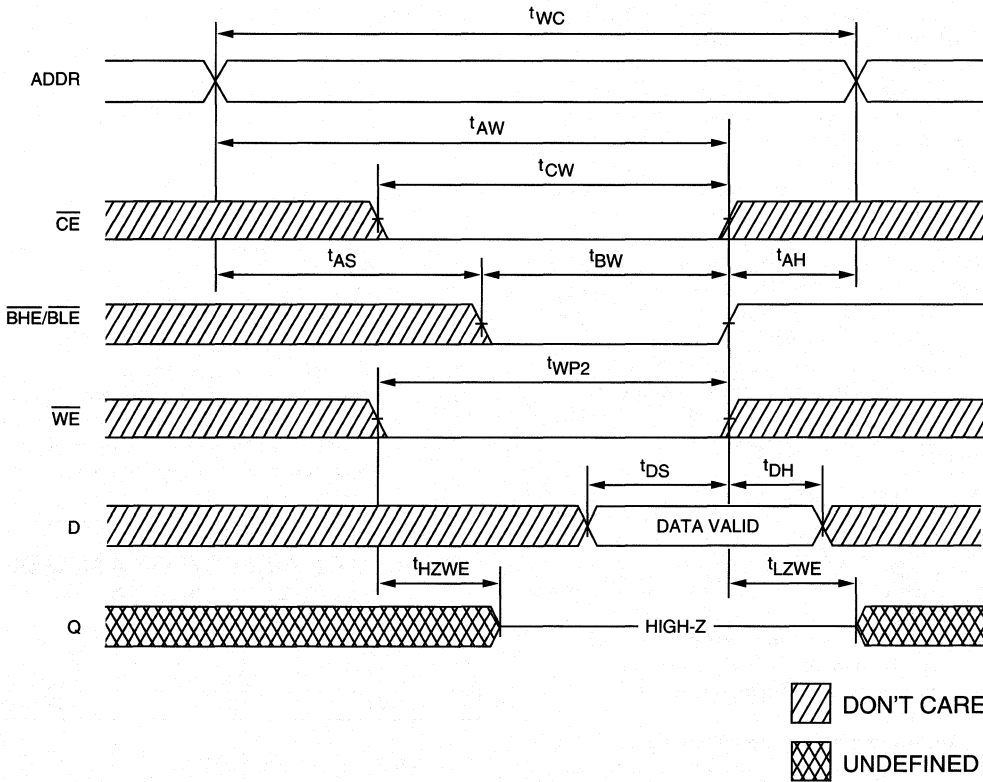 tWC
ADDR
tAW
tCW
CE
tAS
tBW
tAH
BHE/BLE
tWP2
WE
tDS
tDH
D
DATA VALID
tHZWE
tLZWE
Q
HIGH-Z
DON'T CARE
UNDEFINED